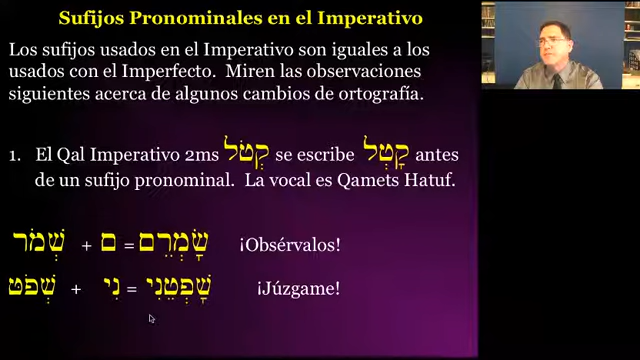 Sufijos Pronominales en el Imperativo
Los sufijos usados en el Imperativo son iguales a los
usados con el Imperfecto. Miren las observaciones
siguientes acerca de algunos cambios de ortografía.
1. El Qal Imperativo 2ms קְטֹל se escribe קָטְל antes
de un sufijo pronominal. La vocal es Qamets Hatuf.
שְׁמֹר + ם = שָׁמְרֵם ¡Obsérvalos!
שְׁפֹט + נִי = שָׁפְטֵנִי ¡Júzgame!